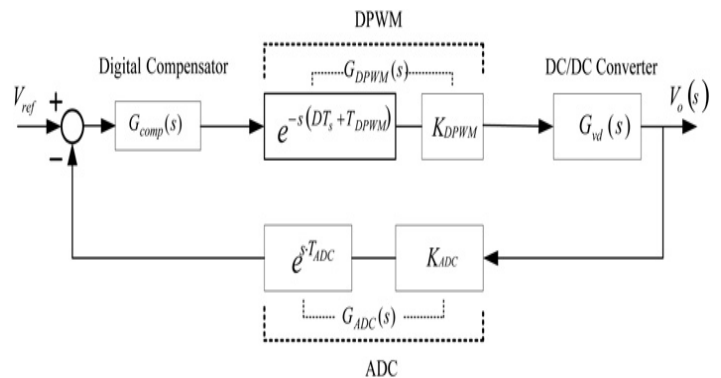 DPWM
Digital Compensator
G_DPWM(s)
DC/DC Converter
V_ref
+
−
G_comp(s)
e^−s(DT_s+T_DPWM)
K_DPWM
G_vd(s)
V_o(s)
e^s·T_ADC
K_ADC
G_ADC(s)
ADC